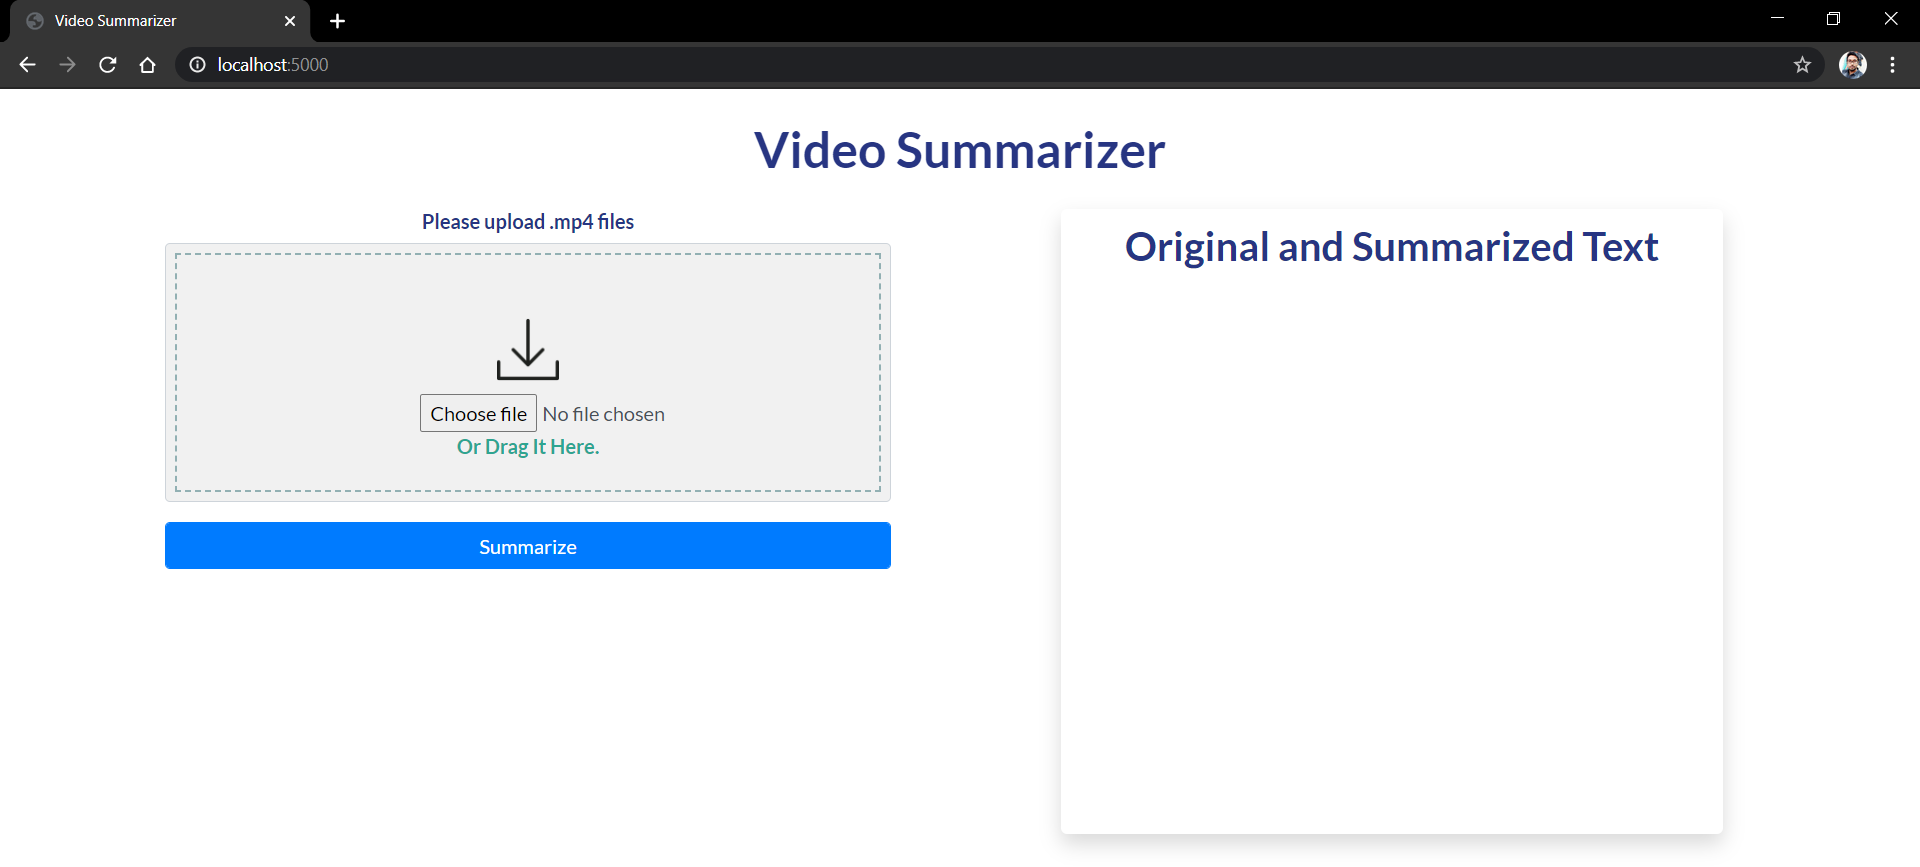 Video Summarizer
localhost:5000
Video Summarizer
Please upload .mp4 files
Choose file No file chosen
Or Drag It Here.
Summarize
Original and Summarized Text